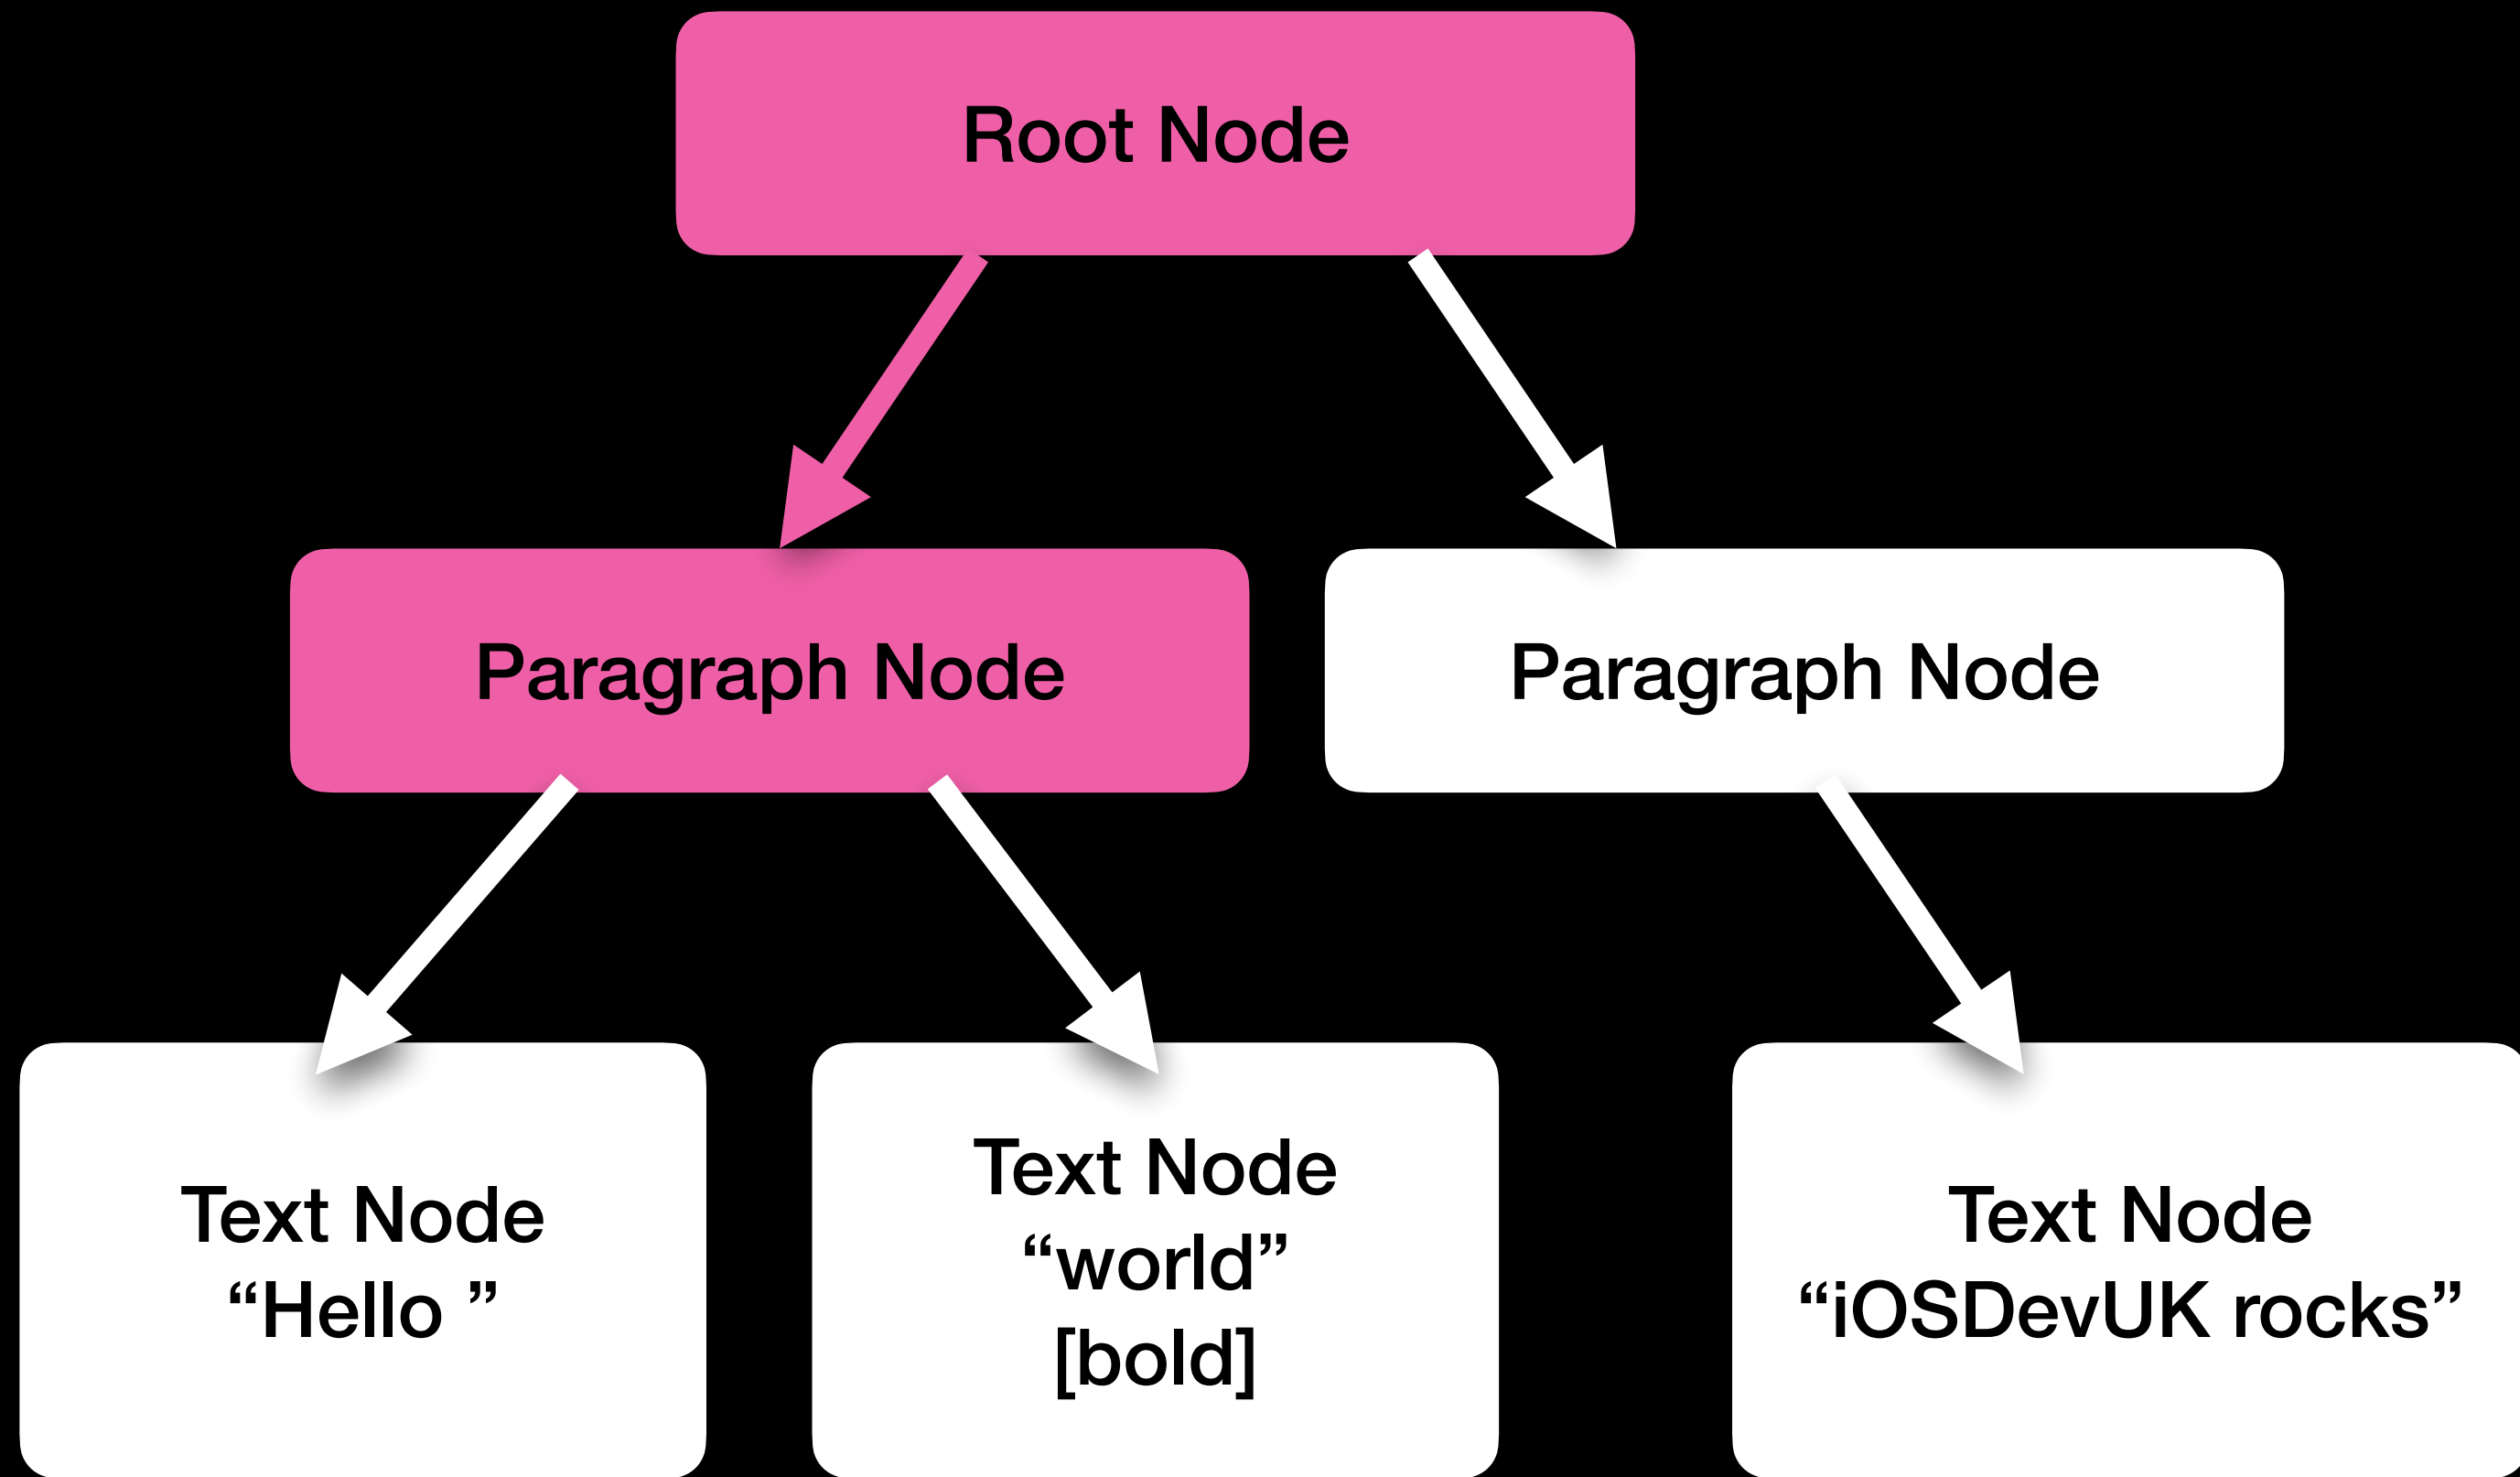 Root Node
Paragraph Node
Paragraph Node
Text Node
“Hello ”
Text Node
“world”
[bold]
Text Node
“iOSDevUK rocks”